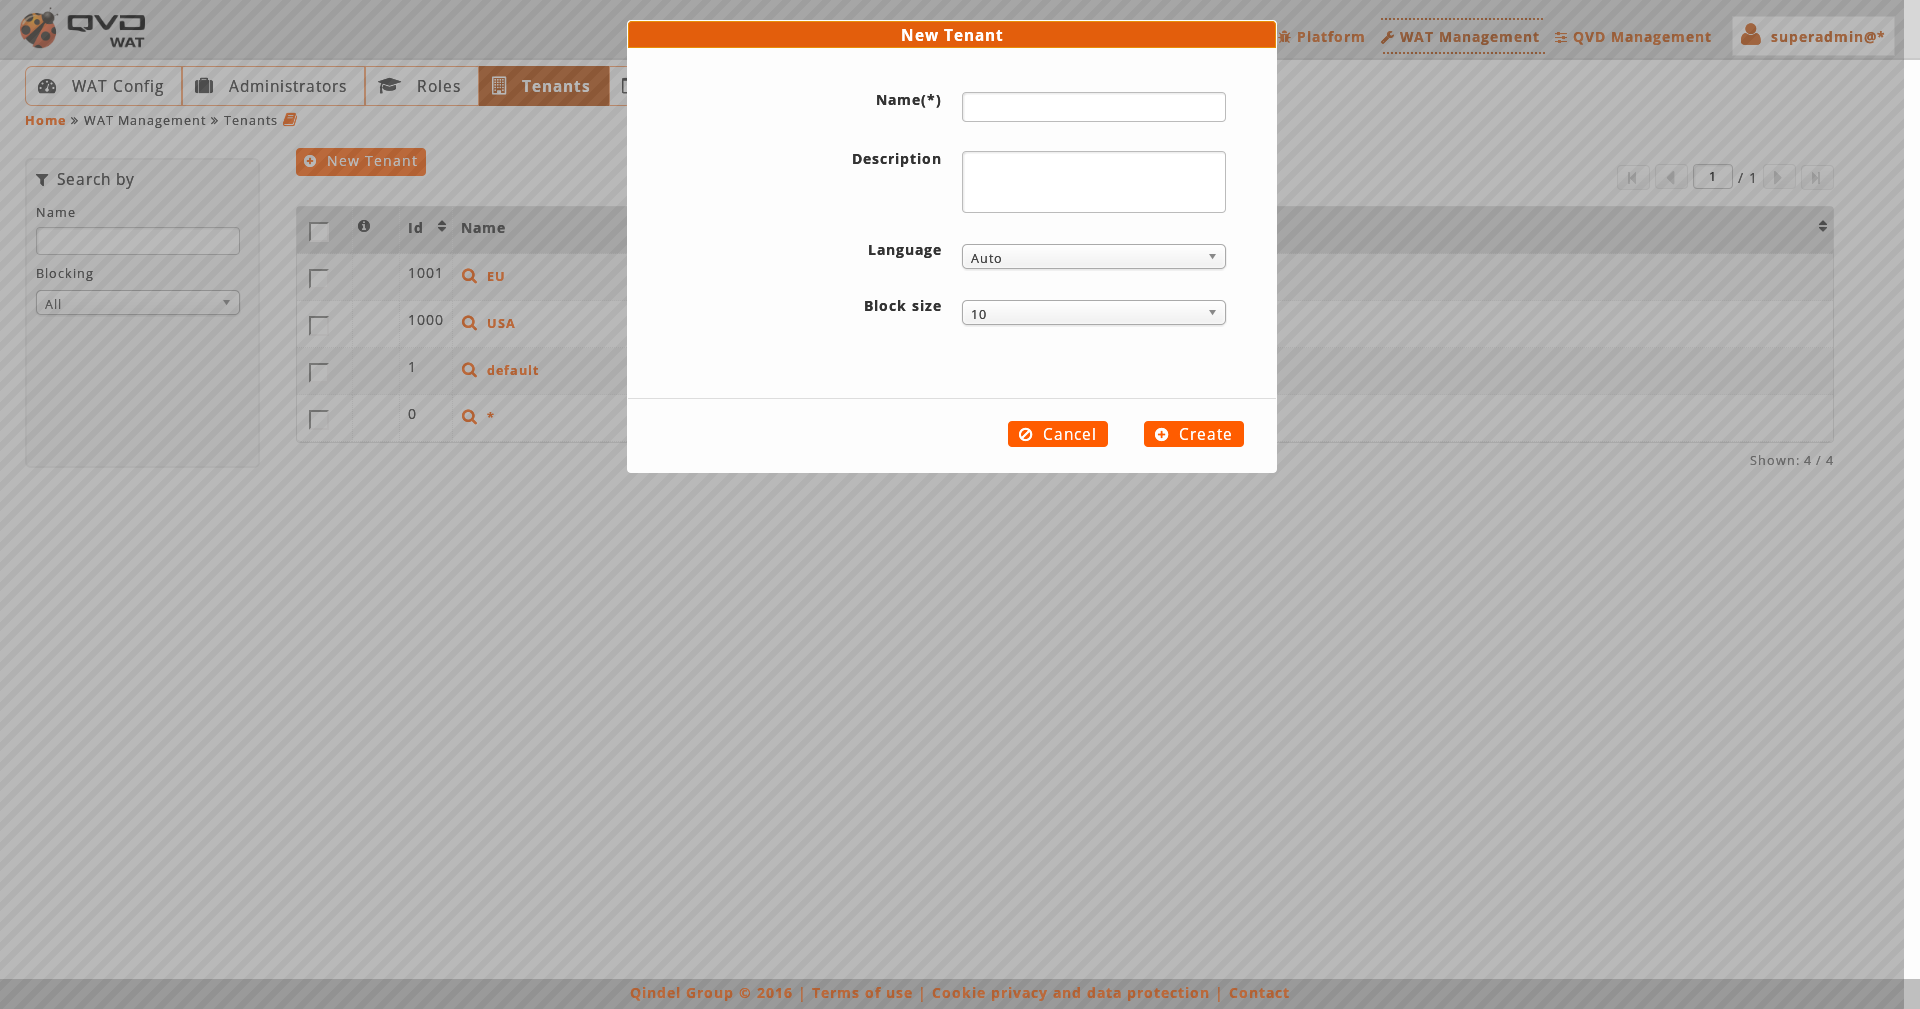 QVD
WAT
New Tenant
Platform
WAT Management
QVD Management
superadmin@*
WAT Config
Administrators
Roles
Tenants
Home » WAT Management » Tenants
Search by
Name
Blocking
All
New Tenant
1 / 1
Id Name
1001 EU
1000 USA
1 default
0 *
Shown: 4 / 4
Name(*)
Description
Language
Auto
Block size
10
Cancel
Create
Qindel Group © 2016 | Terms of use | Cookie privacy and data protection | Contact